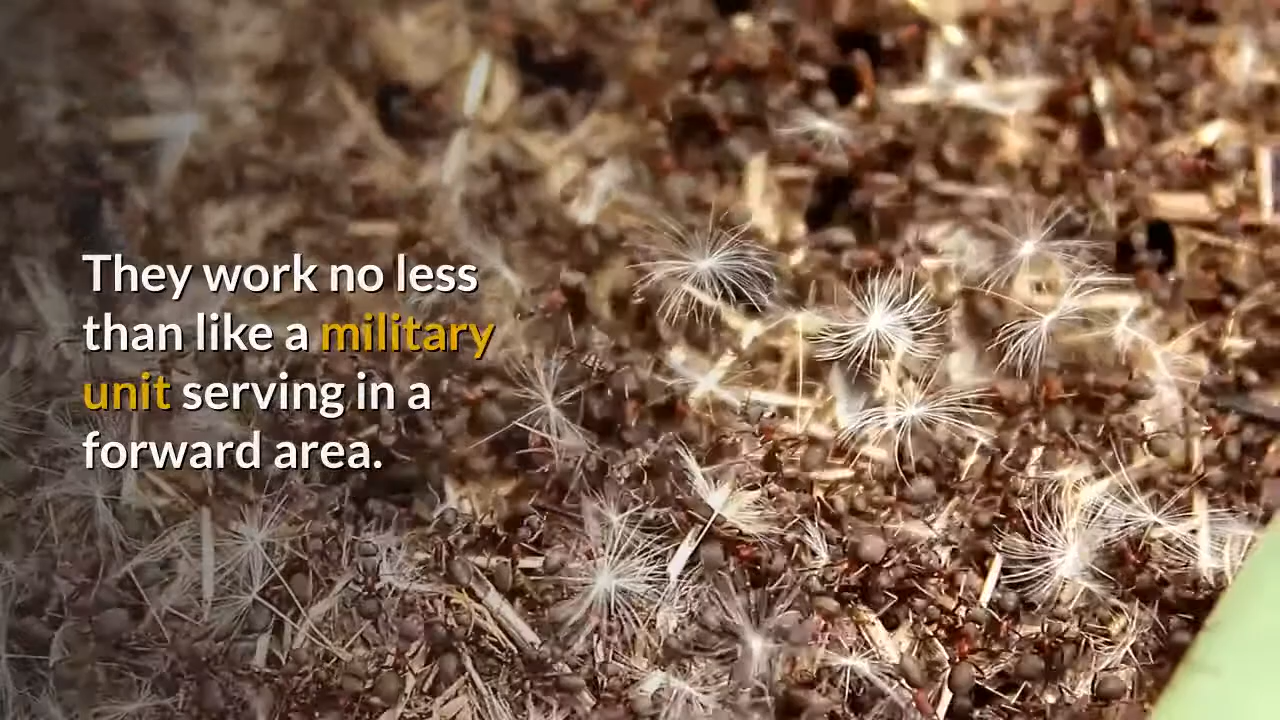 They work no less
than like a military
unit serving in a
forward area.